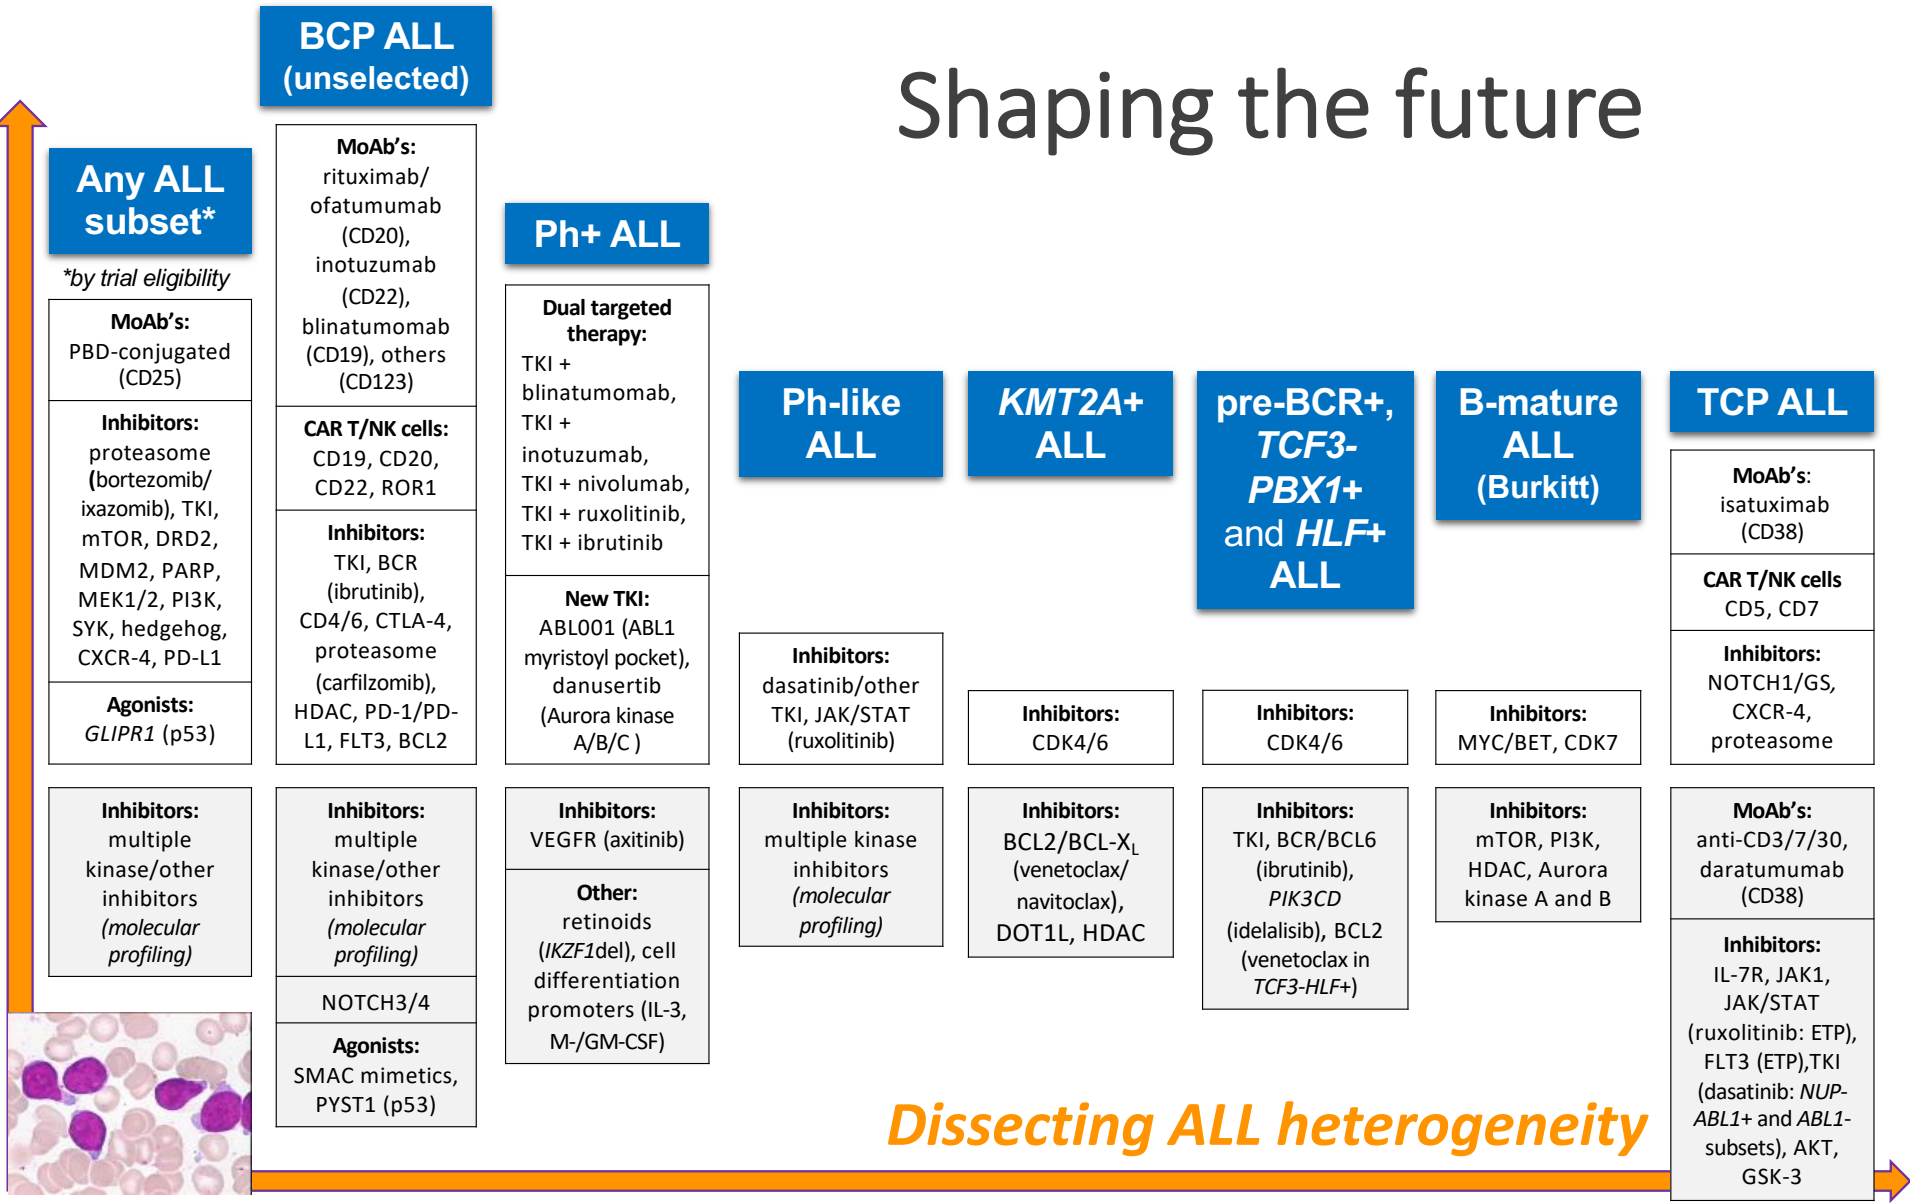 Shaping the future
Any ALL
subset*
*by trial eligibility
MoAb's:
PBD-conjugated
(CD25)
Inhibitors:
proteasome
(bortezomib/
ixazomib), TKI,
mTOR, DRD2,
MDM2, PARP,
MEK1/2, PI3K,
SYK, hedgehog,
CXCR-4, PD-L1
Agonists:
GLIPR1 (p53)
Inhibitors:
multiple
kinase/other
inhibitors
(molecular
profiling)
BCP ALL
(unselected)
MoAb's:
rituximab/
ofatumumab
(CD20),
inotuzumab
(CD22),
blinatumomab
(CD19), others
(CD123)
CAR T/NK cells:
CD19, CD20,
CD22, ROR1
Inhibitors:
TKI, BCR
(ibrutinib),
CD4/6, CTLA-4,
proteasome
(carfilzomib),
HDAC, PD-1/PD-
L1, FLT3, BCL2
Inhibitors:
multiple
kinase/other
inhibitors
(molecular
profiling)
NOTCH3/4
Agonists:
SMAC mimetics,
PYST1 (p53)
Ph+ ALL
Dual targeted
therapy:
TKI +
blinatumomab,
TKI +
inotuzumab,
TKI + nivolumab,
TKI + ruxolitinib,
TKI + ibrutinib
New TKI:
ABL001 (ABL1
myristoyl pocket),
danusertib
(Aurora kinase
A/B/C )
Inhibitors:
VEGFR (axitinib)
Other:
retinoids
(IKZF1del), cell
differentiation
promoters (IL-3,
M-/GM-CSF)
Ph-like
ALL
Inhibitors:
dasatinib/other
TKI, JAK/STAT
(ruxolitinib)
Inhibitors:
multiple kinase
inhibitors
(molecular
profiling)
KMT2A+
ALL
Inhibitors:
CDK4/6
Inhibitors:
BCL2/BCL-XL
(venetoclax/
navitoclax),
DOT1L, HDAC
pre-BCR+,
TCF3-
PBX1+
and HLF+
ALL
Inhibitors:
CDK4/6
Inhibitors:
TKI, BCR/BCL6
(ibrutinib),
PIK3CD
(idelalisib), BCL2
(venetoclax in
TCF3-HLF+)
B-mature
ALL
(Burkitt)
Inhibitors:
MYC/BET, CDK7
Inhibitors:
mTOR, PI3K,
HDAC, Aurora
kinase A and B
TCP ALL
MoAb's:
isatuximab
(CD38)
CAR T/NK cells
CD5, CD7
Inhibitors:
NOTCH1/GS,
CXCR-4,
proteasome
MoAb's:
anti-CD3/7/30,
daratumumab
(CD38)
Inhibitors:
IL-7R, JAK1,
JAK/STAT
(ruxolitinib: ETP),
FLT3 (ETP),TKI
(dasatinib: NUP-
ABL1+ and ABL1-
subsets), AKT,
GSK-3
Dissecting ALL heterogeneity